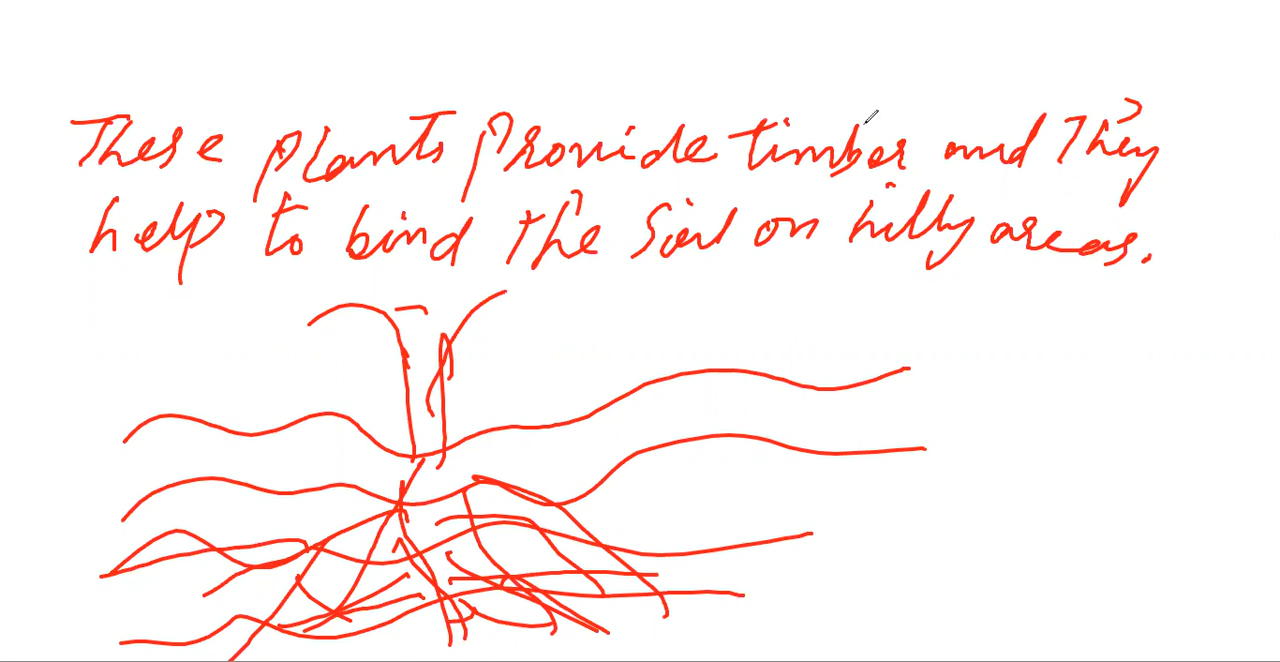 These plants Provide timber and They
help to bind the Soil on hilly areas.